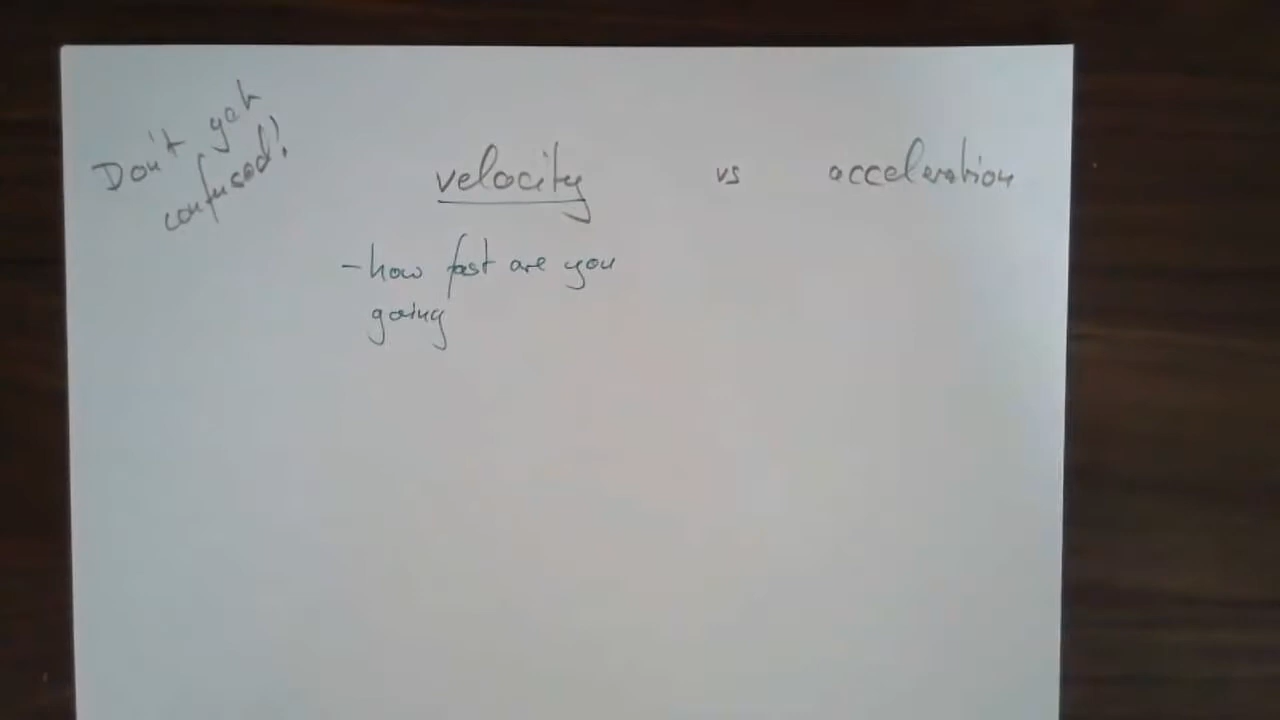 Don't get
confused!
velocity vs acceleration
- how fast are you
going